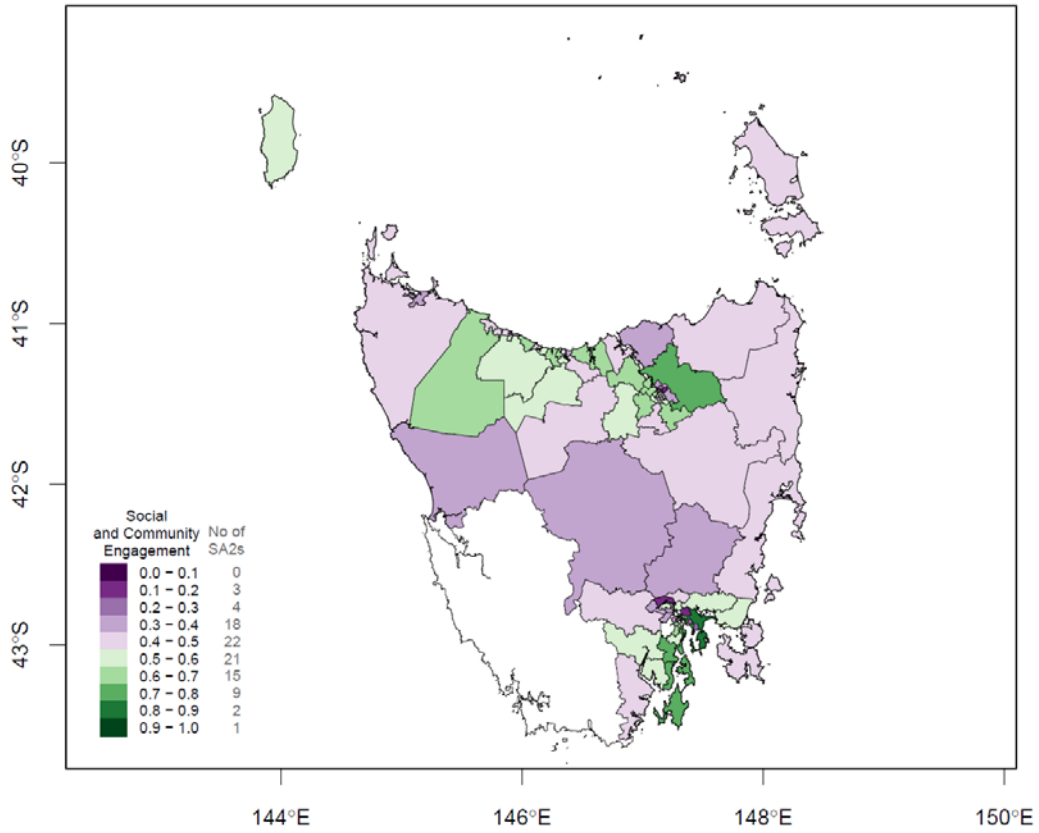 40°S
41°S
42°S
43°S
Social
and Community No of
Engagement SA2s
0.0 – 0.1 0
0.1 – 0.2 3
0.2 – 0.3 4
0.3 – 0.4 18
0.4 – 0.5 22
0.5 – 0.6 21
0.6 – 0.7 15
0.7 – 0.8 9
0.8 – 0.9 2
0.9 – 1.0 1
144°E 146°E 148°E 150°E